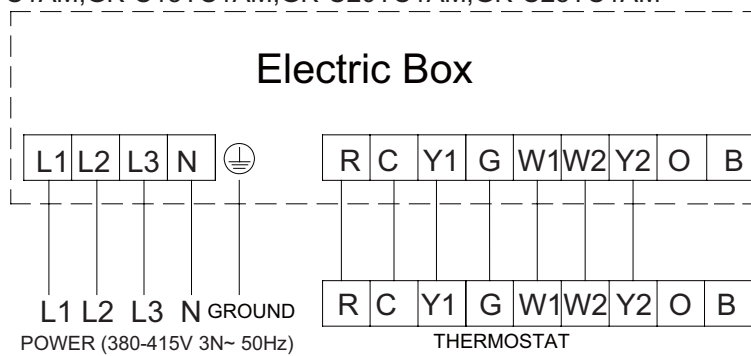 Electric Box
L1 L2 L3 N R C Y1 G W1 W2 Y2 O B
L1 L2 L3 N GROUND R C Y1 G W1 W2 Y2 O B
POWER (380-415V 3N~ 50Hz) THERMOSTAT